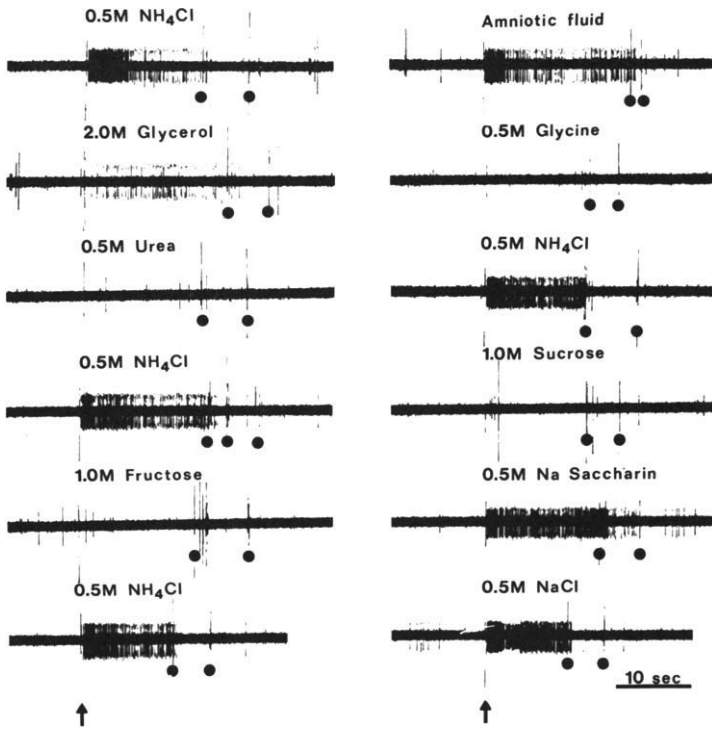 0.5M NH₄Cl
2.0M Glycerol
0.5M Urea
0.5M NH₄Cl
1.0M Fructose
0.5M NH₄Cl
Amniotic fluid
0.5M Glycine
0.5M NH₄Cl
1.0M Sucrose
0.5M Na Saccharin
0.5M NaCl
10 sec